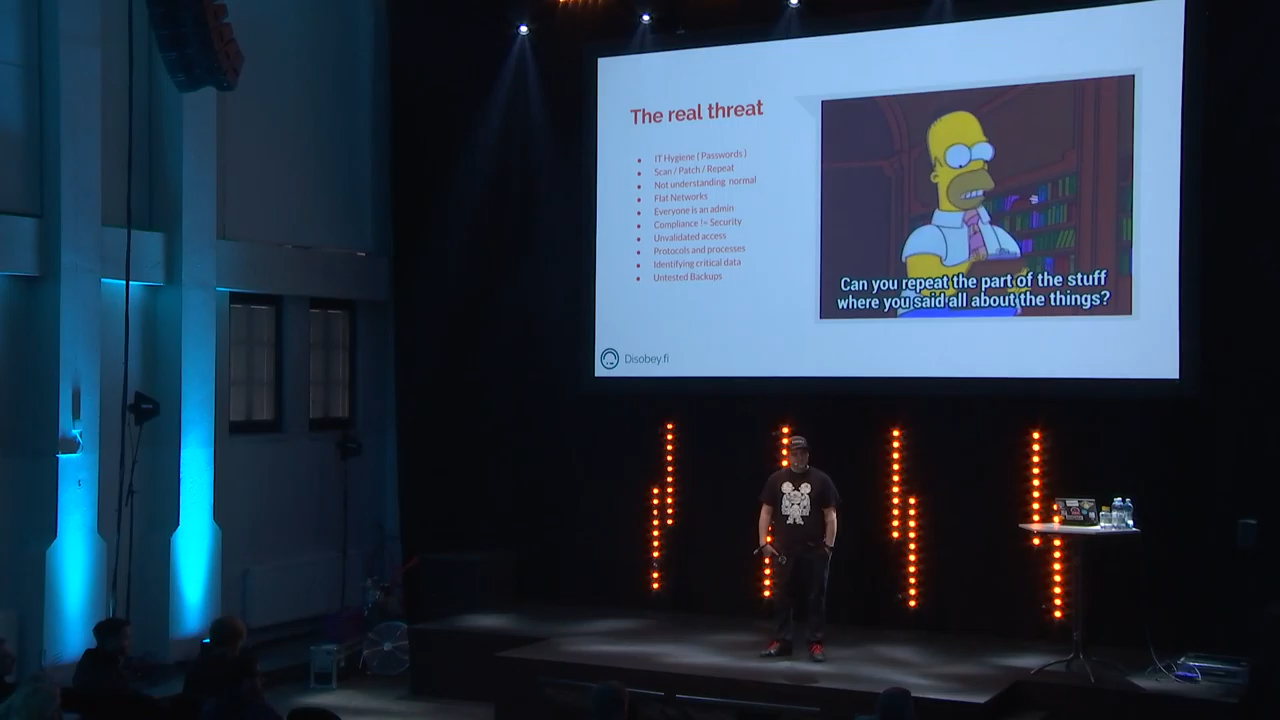 The real threat
IT Hygiene ( Passwords )
Scan / Patch / Repeat
Not understanding normal
Flat Networks
Everyone is an admin
Compliance != Security
Unvalidated access
Protocols and processes
Identifying critical data
Untested Backups
Can you repeat the part of the stuff
where you said all about the things?
Disobey.fi